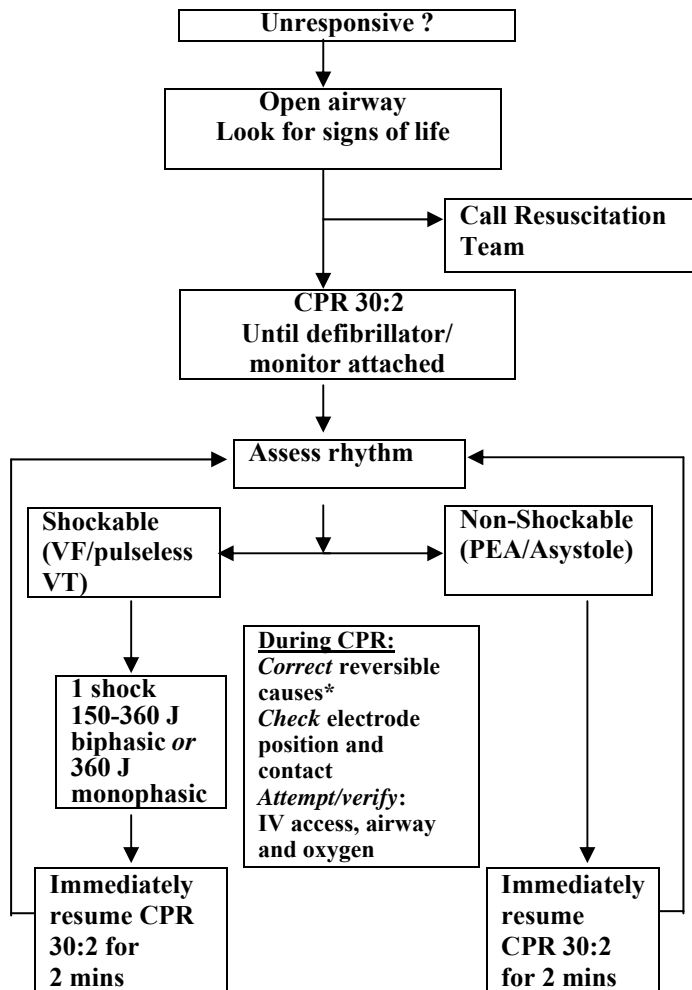 Unresponsive ?
Open airway
Look for signs of life
Call Resuscitation
Team
CPR 30:2
Until defibrillator/
monitor attached
Assess rhythm
Shockable
(VF/pulseless
VT)
Non-Shockable
(PEA/Asystole)
1 shock
150-360 J
biphasic or
360 J
monophasic
During CPR:
Correct reversible
causes*
Check electrode
position and
contact
Attempt/verify:
IV access, airway
and oxygen
Immediately
resume CPR
30:2 for
2 mins
Immediately
resume
CPR 30:2
for 2 mins